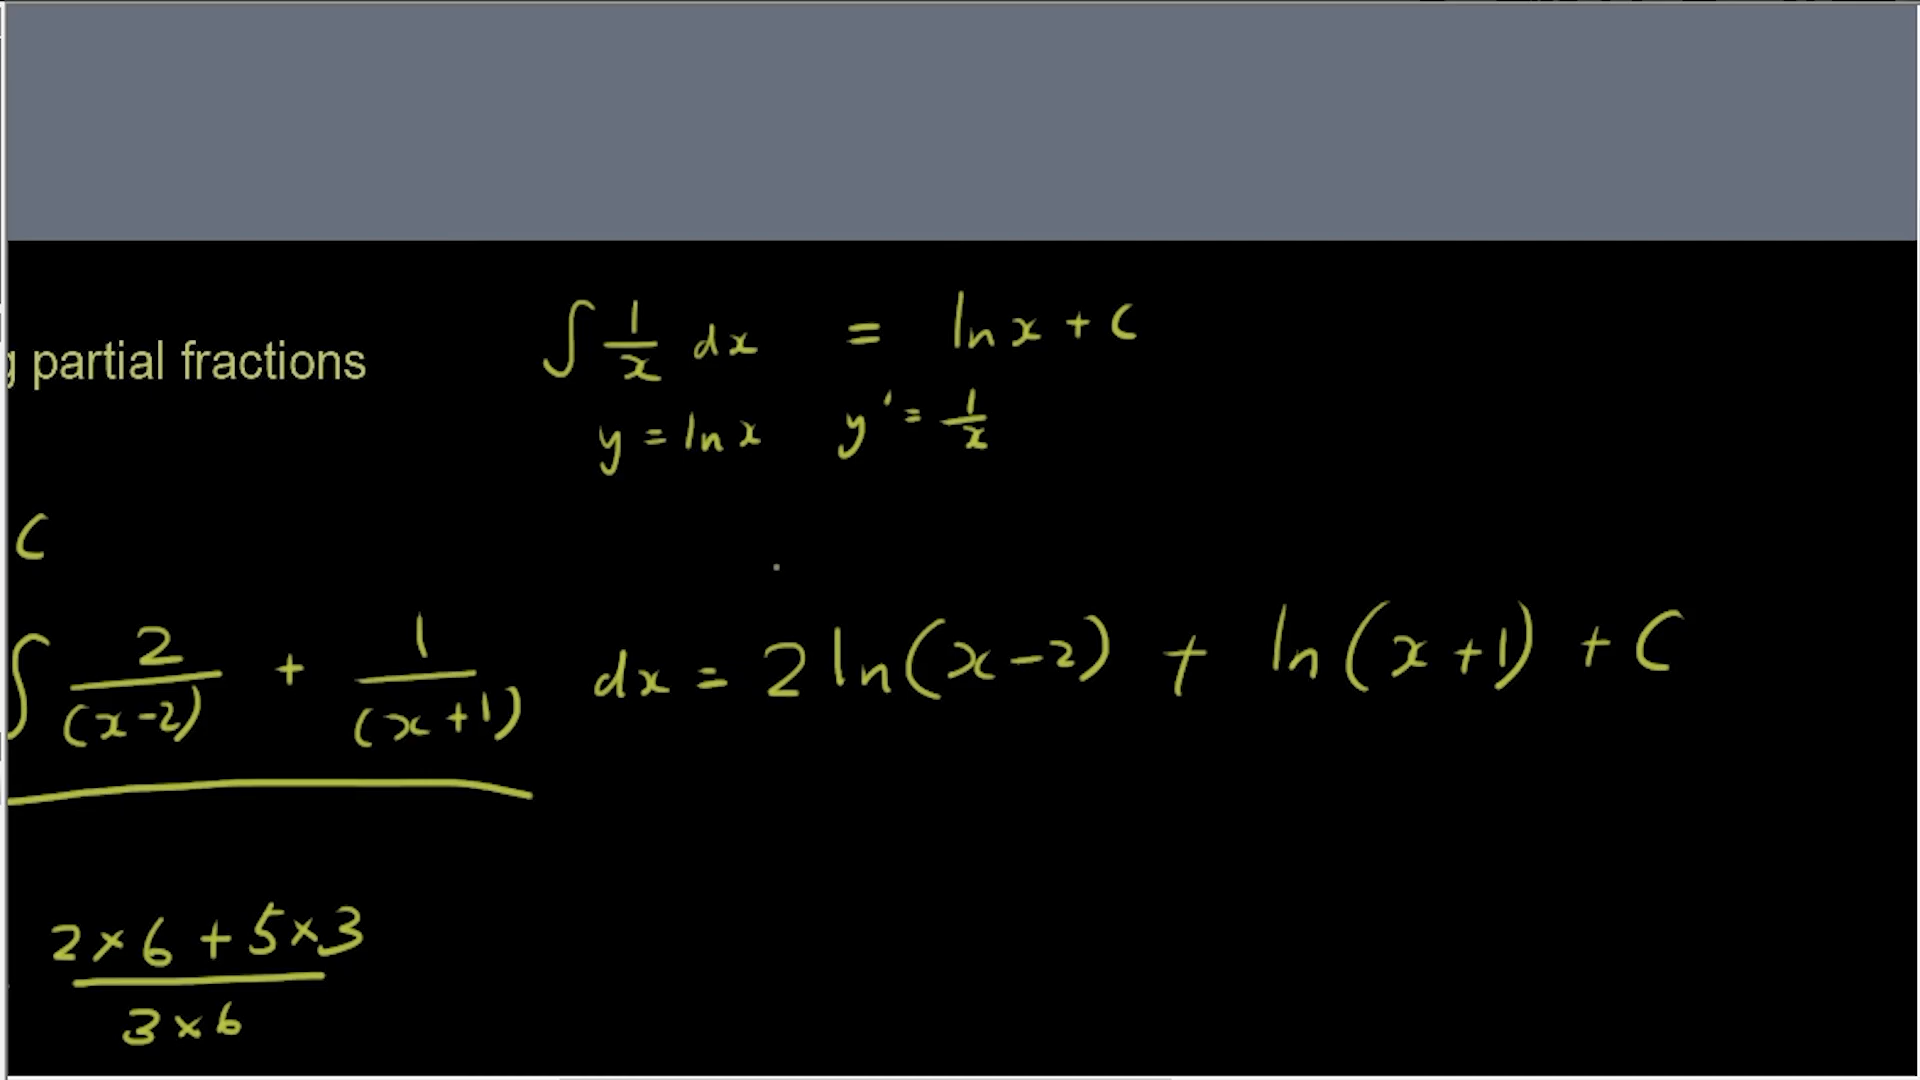 partial fractions
∫ 1/x dx = ln x + C
y = ln x y' = 1/x
C
∫ 2/(x-2) + 1/(x+1) dx = 2 ln(x-2) + ln(x+1) + C
2×6 + 5×3
3×6